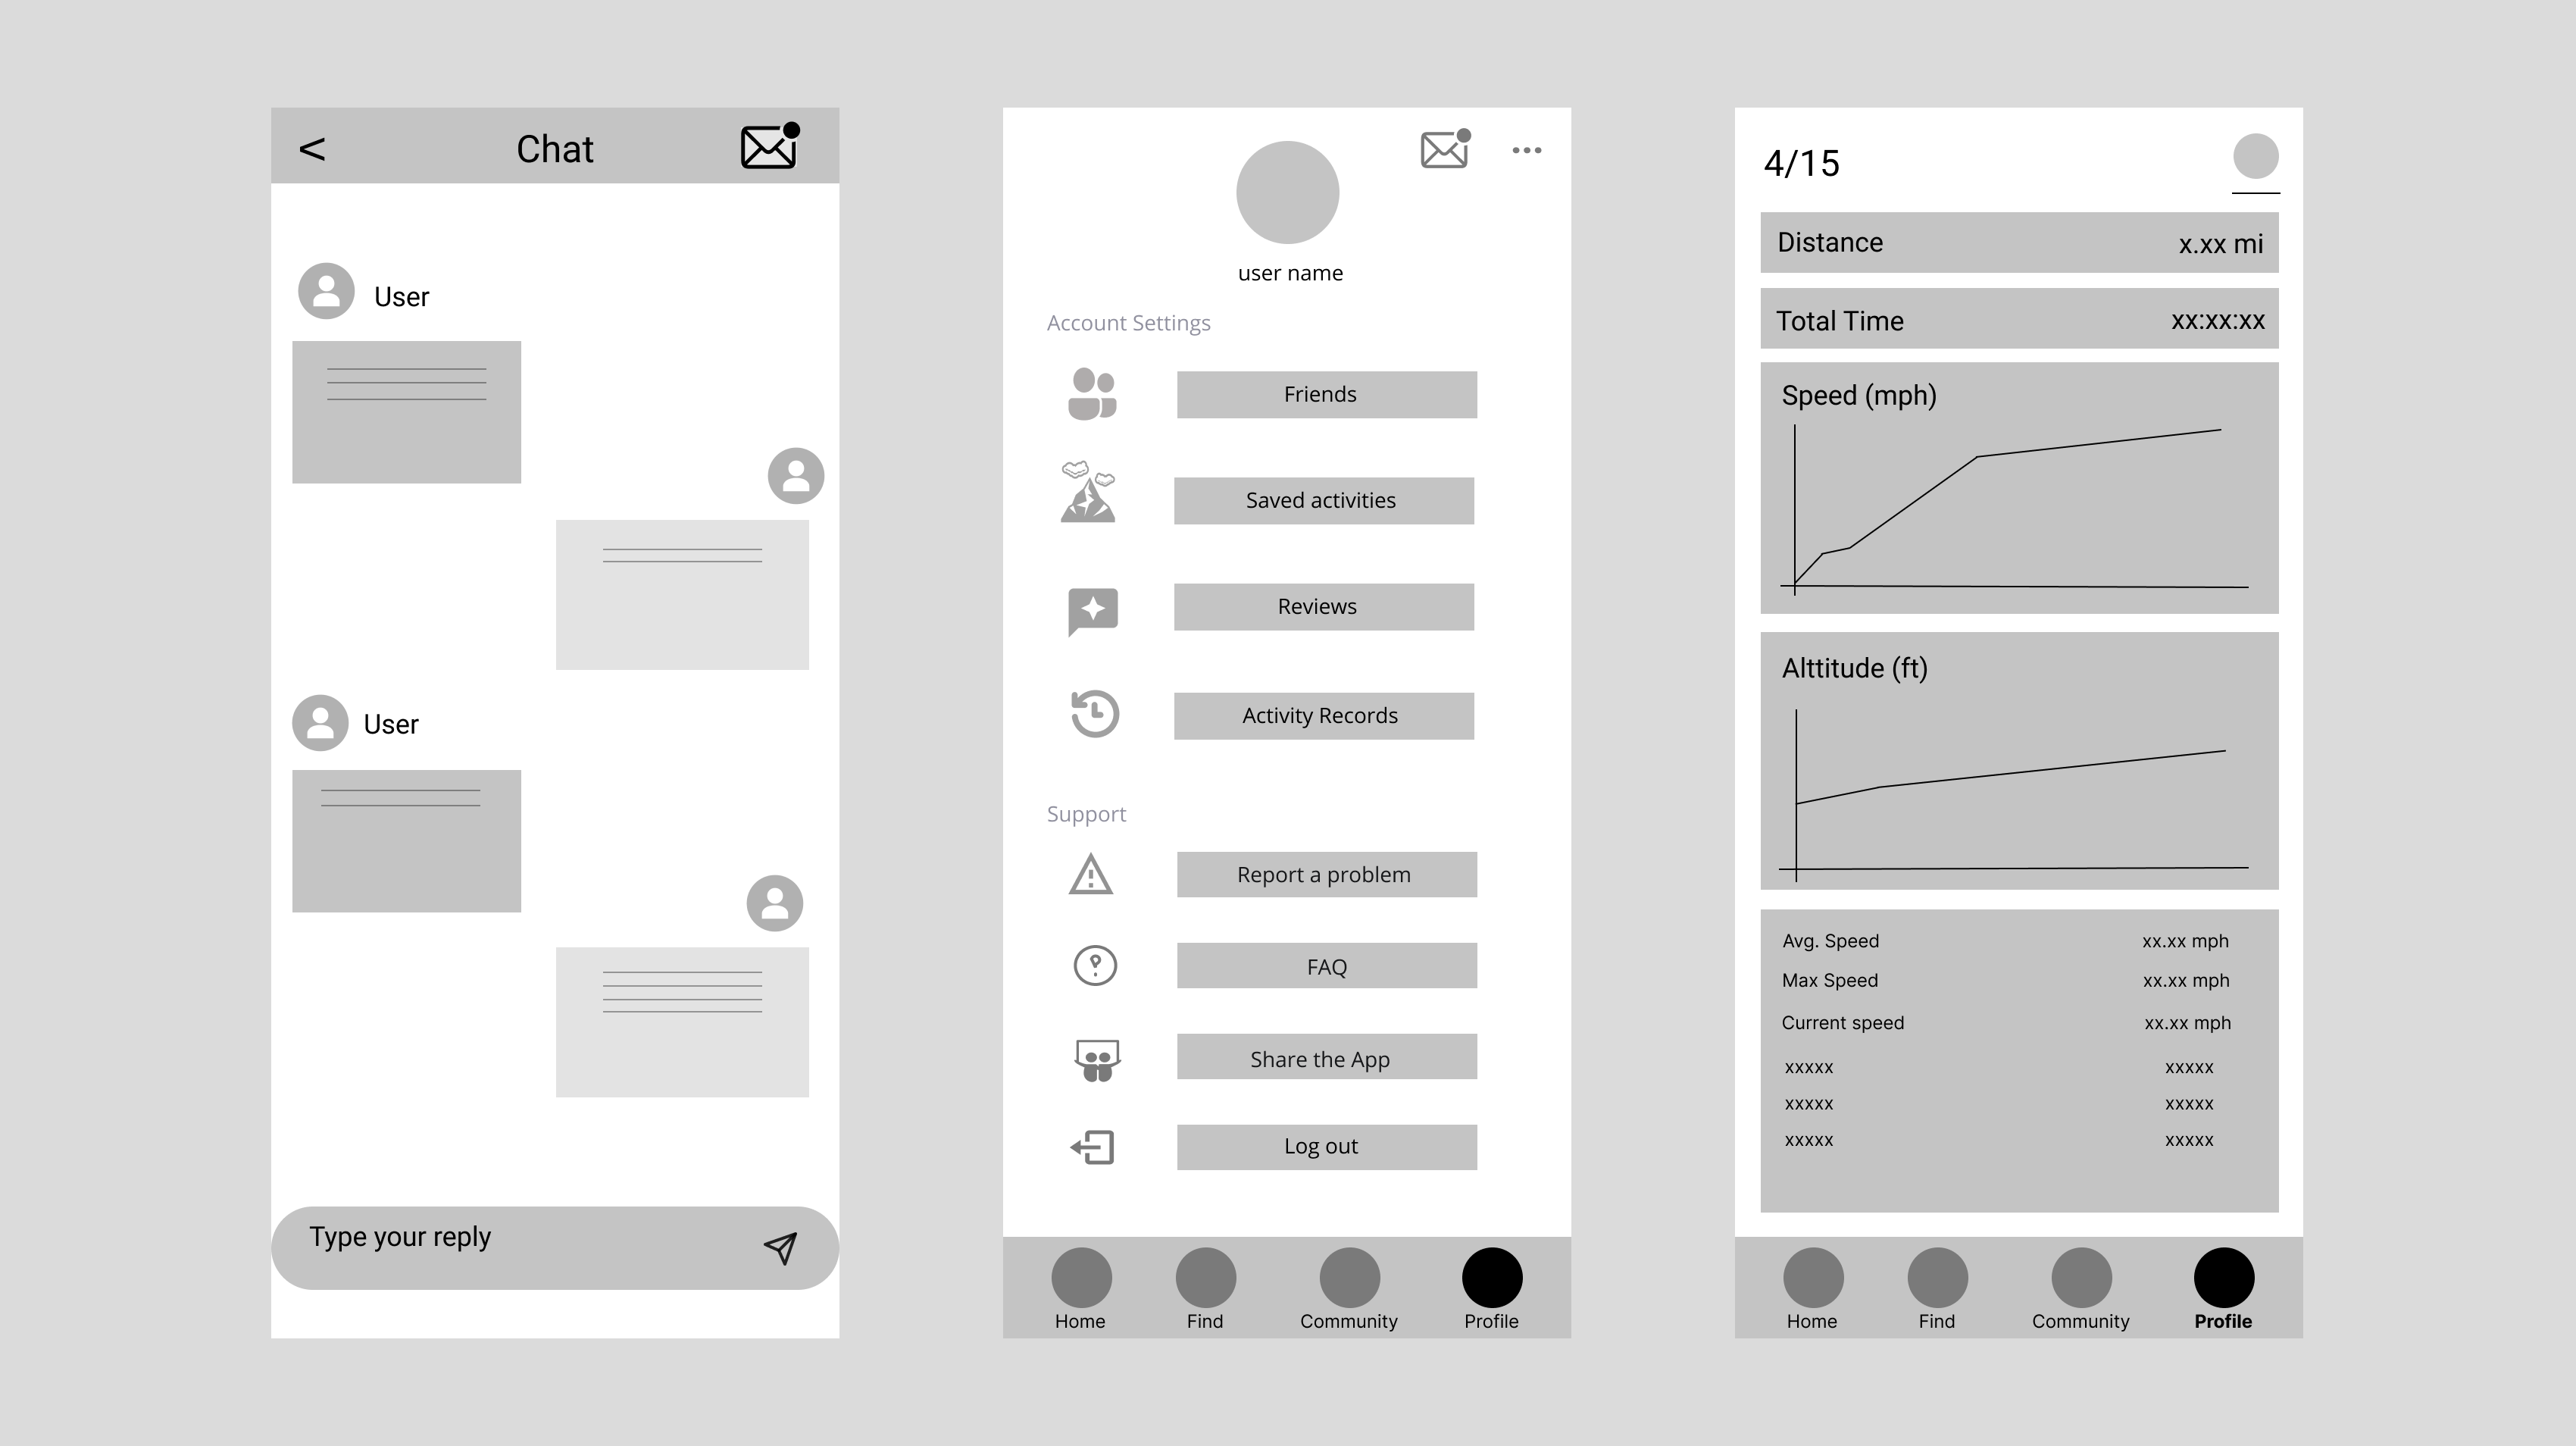 <
Chat
User
User
Type your reply
...
user name
Account Settings
Friends
Saved activities
Reviews
Activity Records
Support
Report a problem
FAQ
Share the App
Log out
Home Find Community Profile
4/15
Distance x.xx mi
Total Time xx:xx:xx
Speed (mph)
Alttitude (ft)
Avg. Speed xx.xx mph
Max Speed xx.xx mph
Current speed xx.xx mph
xxxxx xxxxx
xxxxx xxxxx
xxxxx xxxxx
Home Find Community Profile